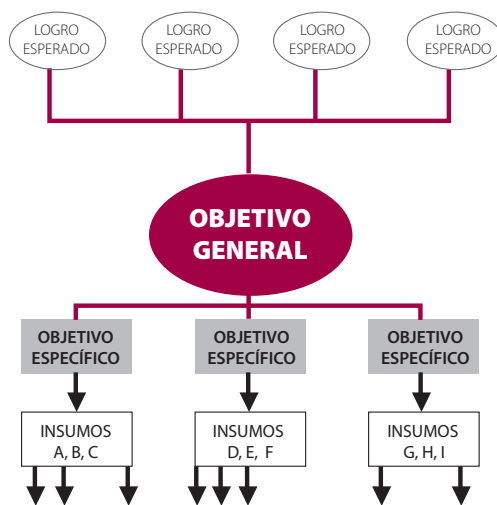 LOGRO
ESPERADO
LOGRO
ESPERADO
LOGRO
ESPERADO
LOGRO
ESPERADO
OBJETIVO
GENERAL
OBJETIVO
ESPECÍFICO
OBJETIVO
ESPECÍFICO
OBJETIVO
ESPECÍFICO
INSUMOS
A, B, C
INSUMOS
D, E, F
INSUMOS
G, H, I